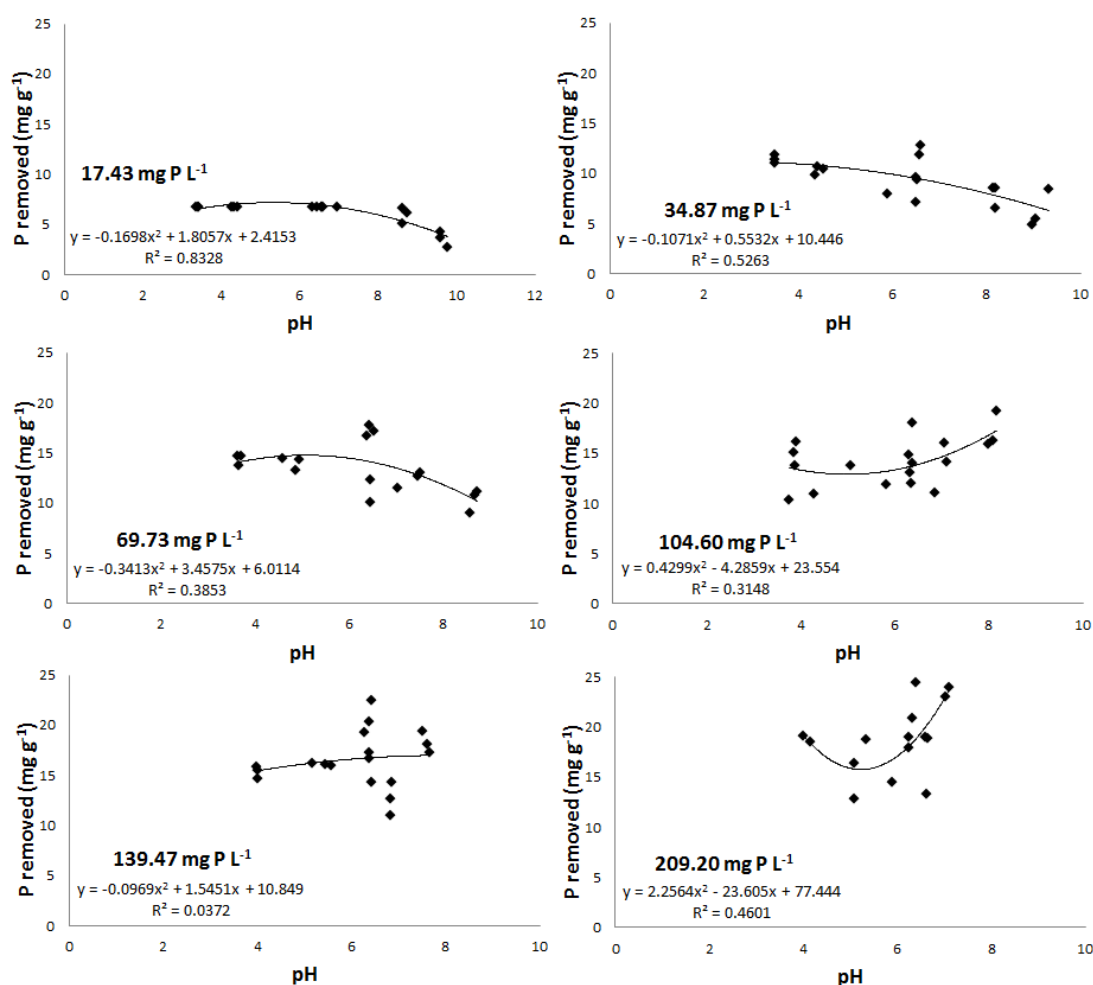 P removed (mg g⁻¹)
25
20
15
10
5
0
17.43 mg P L⁻¹
y = -0.1698x² + 1.8057x + 2.4153
R² = 0.8328
0 2 4 6 8 10 12
pH
P removed (mg g⁻¹)
25
20
15
10
5
0
34.87 mg P L⁻¹
y = -0.1071x² + 0.5532x + 10.446
R² = 0.5263
0 2 4 6 8 10
pH
P removed (mg g⁻¹)
25
20
15
10
5
0
69.73 mg P L⁻¹
y = -0.3413x² + 3.4575x + 6.0114
R² = 0.3853
0 2 4 6 8 10
pH
P removed (mg g⁻¹)
25
20
15
10
5
0
104.60 mg P L⁻¹
y = 0.4299x² - 4.2859x + 23.554
R² = 0.3148
0 2 4 6 8 10
pH
P removed (mg g⁻¹)
25
20
15
10
5
0
139.47 mg P L⁻¹
y = -0.0969x² + 1.5451x + 10.849
R² = 0.0372
0 2 4 6 8 10
pH
P removed (mg g⁻¹)
25
20
15
10
5
0
209.20 mg P L⁻¹
y = 2.2564x² - 23.605x + 77.444
R² = 0.4601
0 2 4 6 8 10
pH